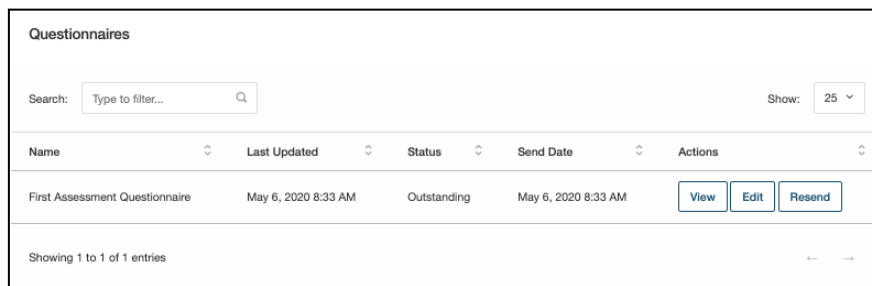 Questionnaires
Search: Type to filter... Show: 25
Name Last Updated Status Send Date Actions
First Assessment Questionnaire May 6, 2020 8:33 AM Outstanding May 6, 2020 8:33 AM View Edit Resend
Showing 1 to 1 of 1 entries ← →